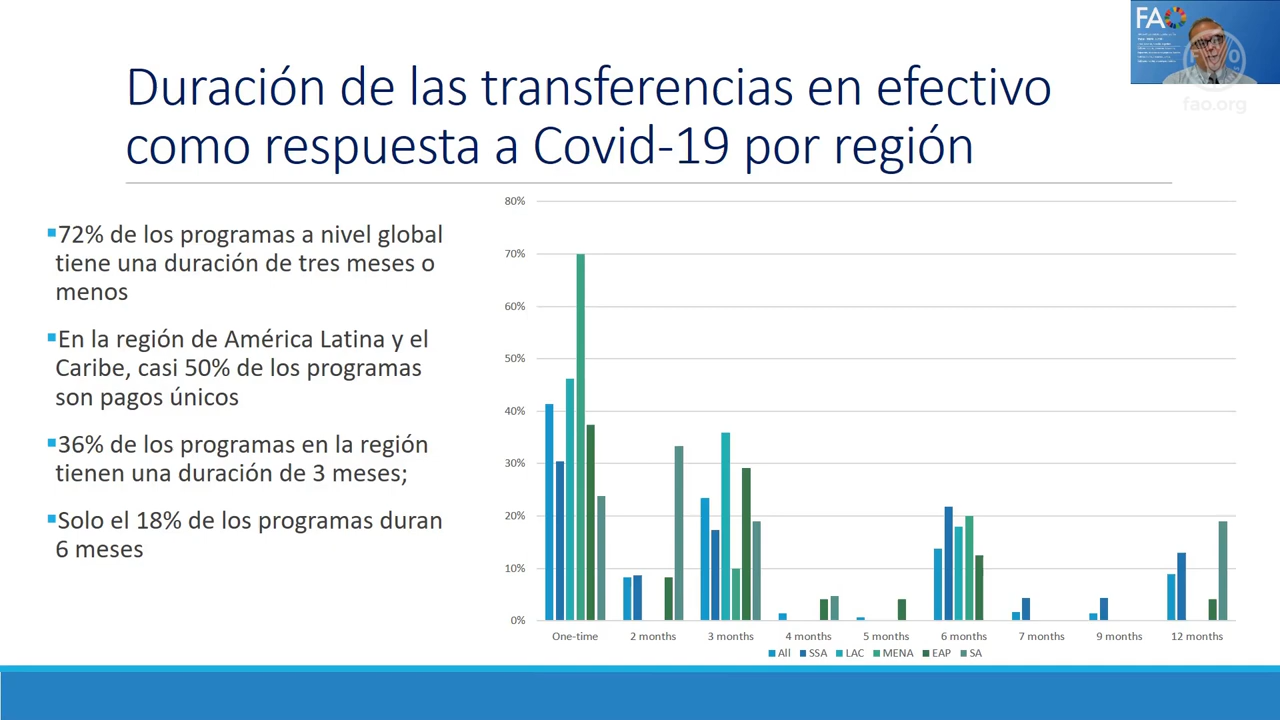 FAO
FAO
fao.org
Duración de las transferencias en efectivo
como respuesta a Covid-19 por región
72% de los programas a nivel global
tiene una duración de tres meses o
menos
En la región de América Latina y el
Caribe, casi 50% de los programas
son pagos únicos
36% de los programas en la región
tienen una duración de 3 meses;
Solo el 18% de los programas duran
6 meses
80%
70%
60%
50%
40%
30%
20%
10%
0%
One-time 2 months 3 months 4 months 5 months 6 months 7 months 9 months 12 months
All SSA LAC MENA EAP SA